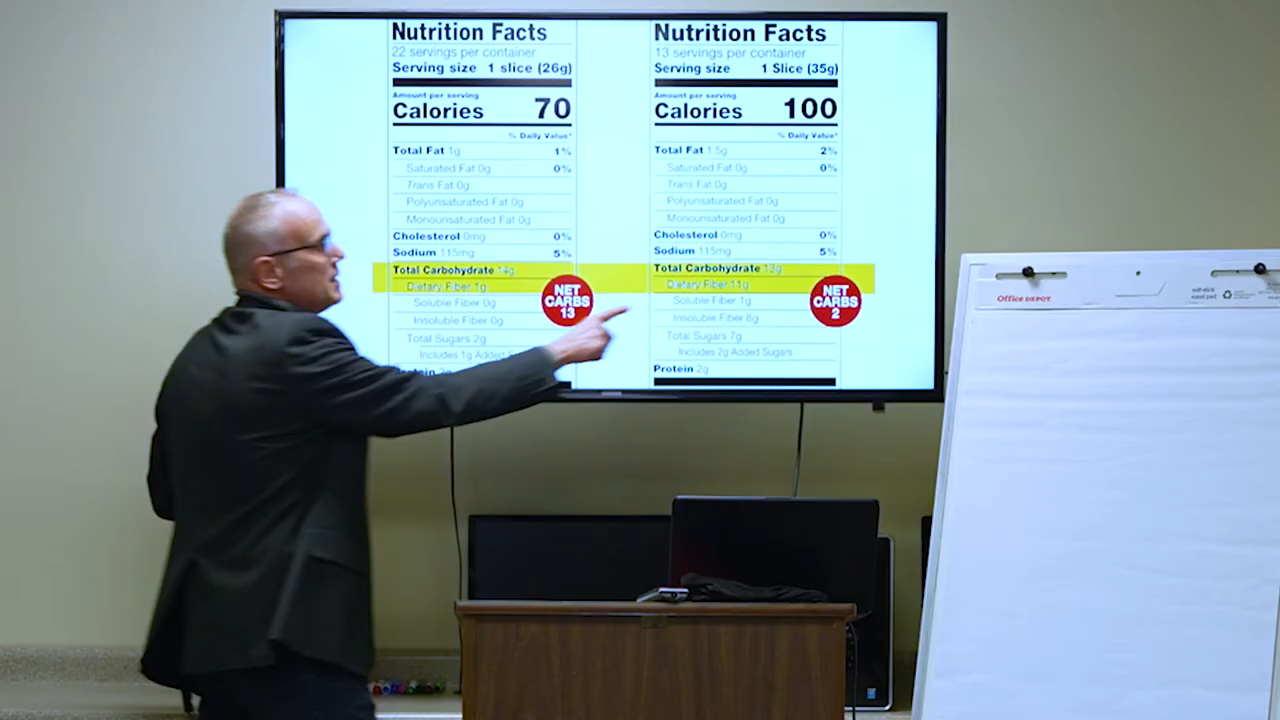 Nutrition Facts
22 servings per container
Serving size 1 slice (26g)
Amount per serving
Calories 70
% Daily Value*
Total Fat 1g 1%
Saturated Fat 0g 0%
Trans Fat 0g
Polyunsaturated Fat 0g
Monounsaturated Fat 0g
Cholesterol 0mg 0%
Sodium 115mg 5%
Total Carbohydrate 14g
Dietary Fiber 1g
Soluble Fiber 0g
Insoluble Fiber 0g
Total Sugars 2g
Includes 1g Added
NET
CARBS
13
Nutrition Facts
13 servings per container
Serving size 1 Slice (35g)
Amount per serving
Calories 100
% Daily Value*
Total Fat 1.5g 2%
Saturated Fat 0g 0%
Trans Fat 0g
Polyunsaturated Fat 0g
Monounsaturated Fat 0g
Cholesterol 0mg 0%
Sodium 115mg 5%
Total Carbohydrate 13g
Dietary Fiber 11g
Soluble Fiber 1g
Insoluble Fiber 8g
Total Sugars 7g
Includes 2g Added Sugars
Protein 2g
NET
CARBS
2
Office DEPOT